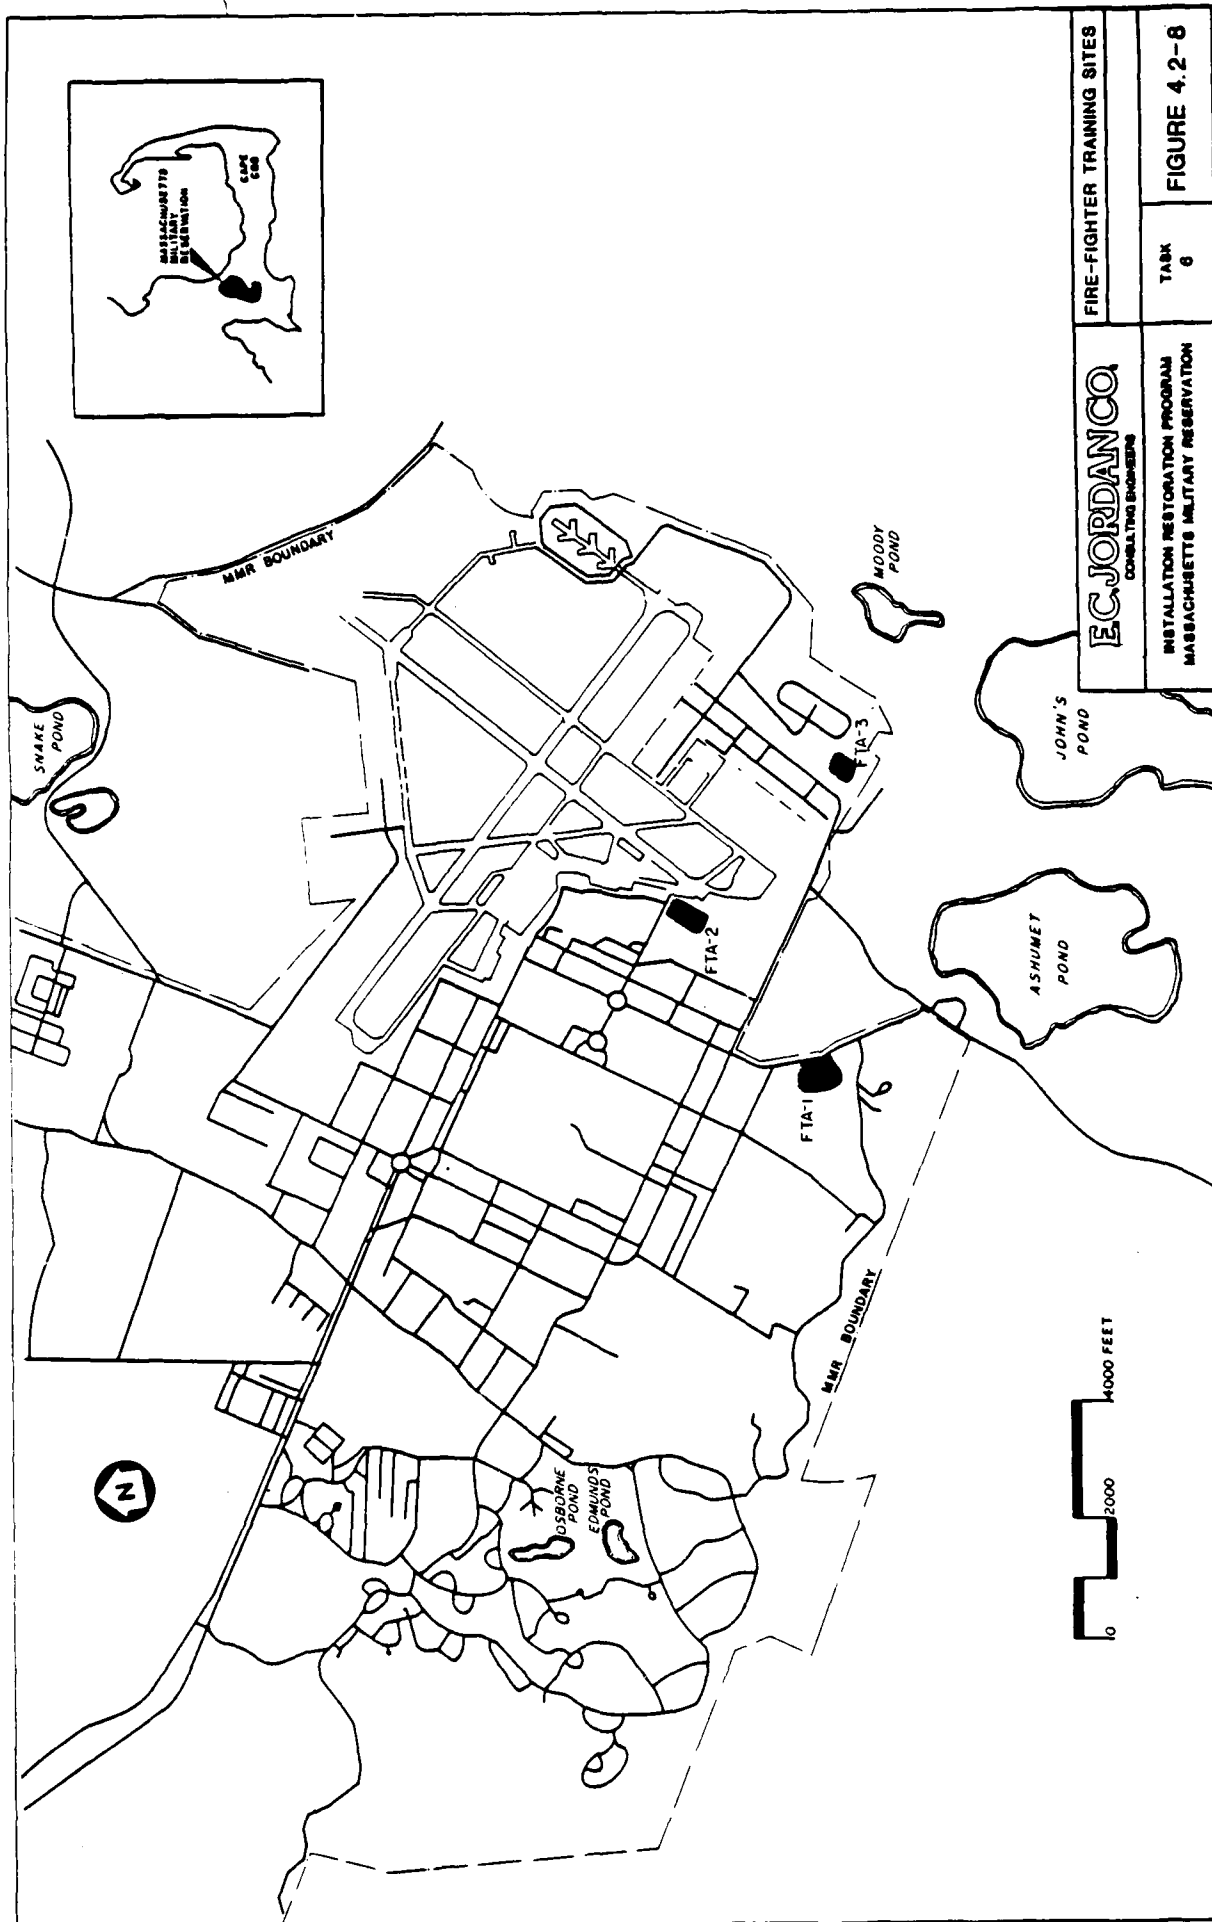 MASSACHUSETTS
MILITARY
RESERVATION
CAPE
COD
SNAKE
POND
MMR BOUNDARY
MOODY
POND
JOHN'S
POND
ASHUMET
POND
FTA-3
FTA-2
FTA-1
MMR BOUNDARY
OSBORNE
POND
EDMUNDS
POND
N
0 2000 4000 FEET
E.C.JORDAN CO.
CONSULTING ENGINEERS
FIRE-FIGHTER TRAINING SITES
INSTALLATION RESTORATION PROGRAM
MASSACHUSETTS MILITARY RESERVATION
TASK
6
FIGURE 4.2-8